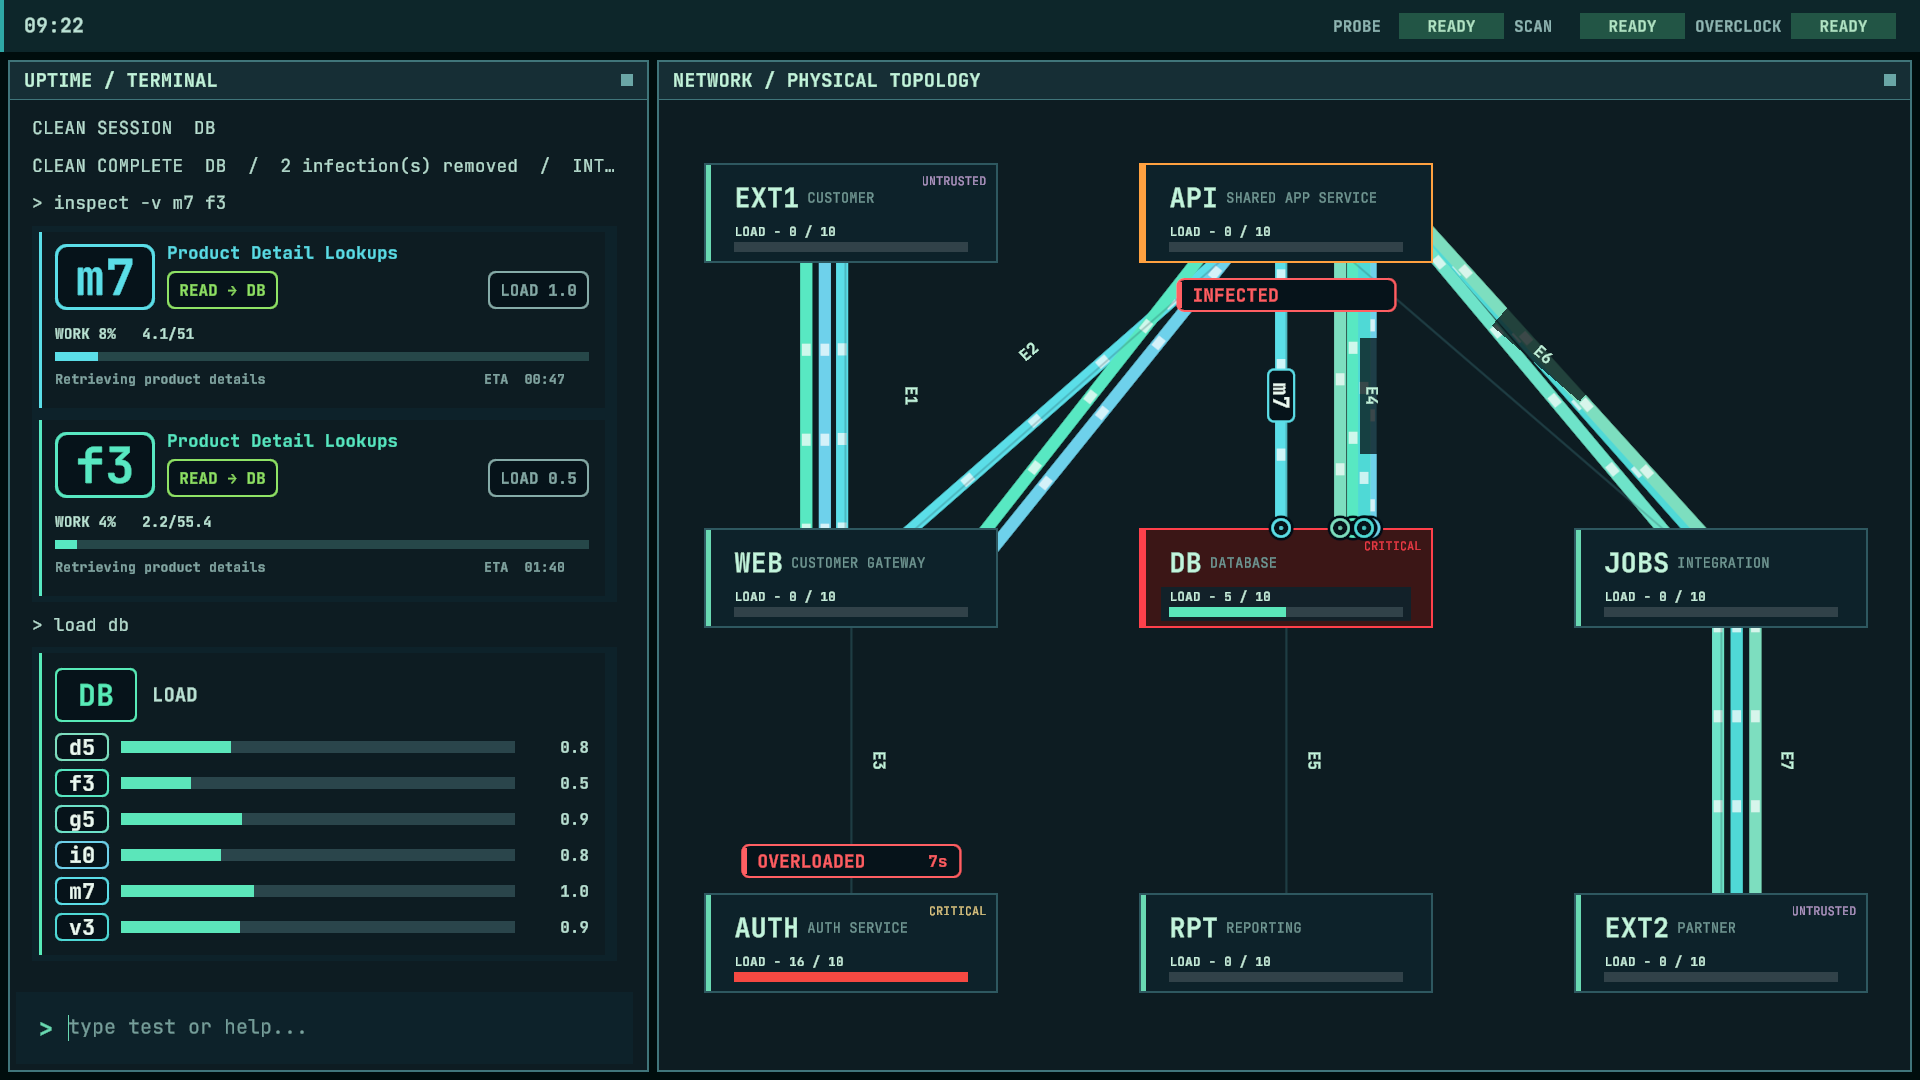 09:22
PROBE READY SCAN READY OVERCLOCK READY
UPTIME / TERMINAL
CLEAN SESSION DB
CLEAN COMPLETE DB / 2 infection(s) removed / INT…
> inspect -v m7 f3
m7 Product Detail Lookups
READ → DB LOAD 1.0
WORK 8% 4.1/51
Retrieving product details ETA 00:47
f3 Product Detail Lookups
READ → DB LOAD 0.5
WORK 4% 2.2/55.4
Retrieving product details ETA 01:40
> load db
DB LOAD
d5 0.8
f3 0.5
g5 0.9
i0 0.8
m7 1.0
v3 0.9
> type test or help...
NETWORK / PHYSICAL TOPOLOGY
EXT1 CUSTOMER UNTRUSTED
LOAD - 0 / 10
API SHARED APP SERVICE
LOAD - 0 / 10
INFECTED
E2
E6
E1
m7
E4
WEB CUSTOMER GATEWAY
LOAD - 0 / 10
DB DATABASE CRITICAL
LOAD - 5 / 10
JOBS INTEGRATION
LOAD - 0 / 10
E3
E5
E7
OVERLOADED 7s
AUTH AUTH SERVICE CRITICAL
LOAD - 16 / 10
RPT REPORTING
LOAD - 0 / 10
EXT2 PARTNER UNTRUSTED
LOAD - 0 / 10